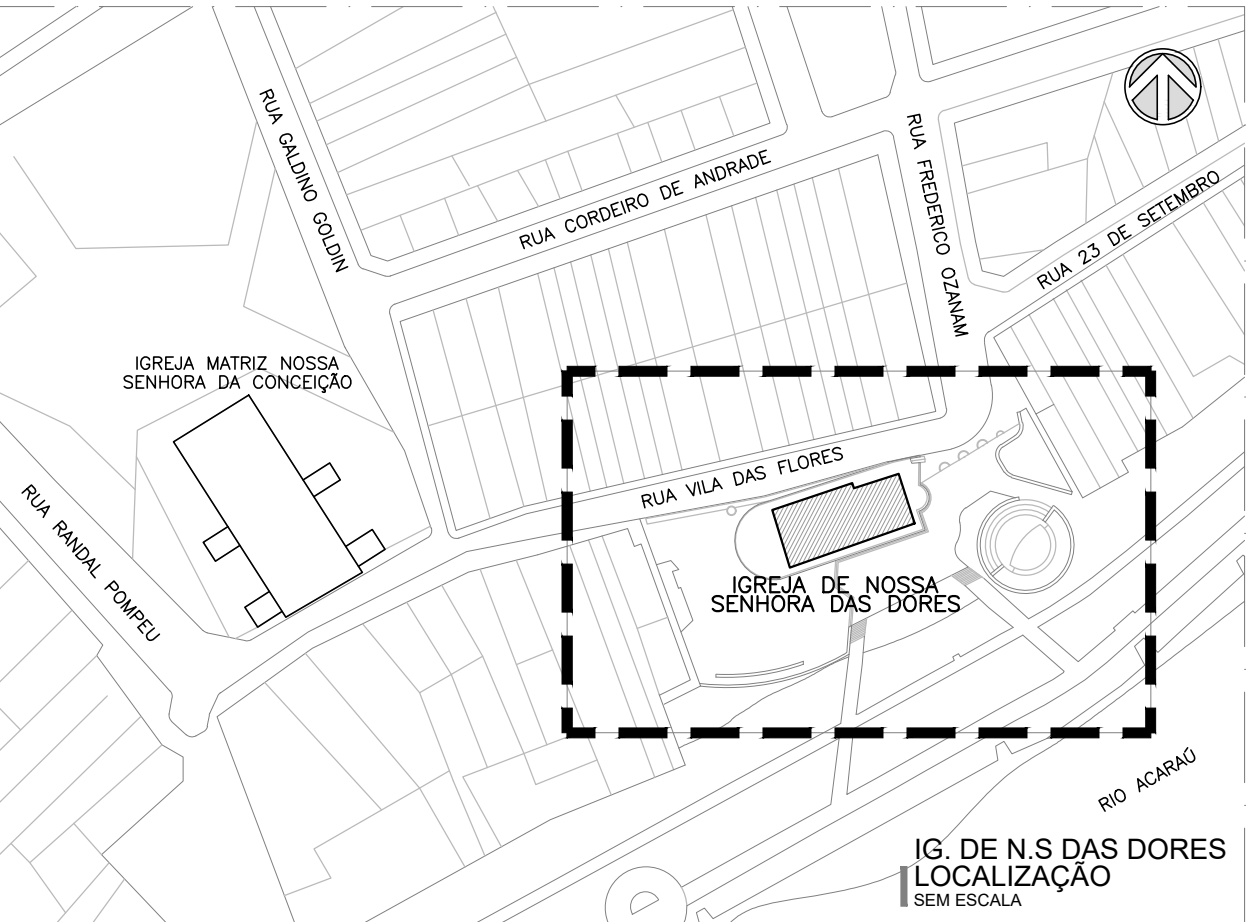 RUA GALDINO GOLDIN
RUA CORDEIRO DE ANDRADE
RUA FREDERICO OZANAM
RUA 23 DE SETEMBRO
IGREJA MATRIZ NOSSA
SENHORA DA CONCEIÇÃO
RUA RANDAL POMPEU
RUA VILA DAS FLORES
IGREJA DE NOSSA
SENHORA DAS DORES
RIO ACARAÚ
IG. DE N.S DAS DORES
LOCALIZAÇÃO
SEM ESCALA